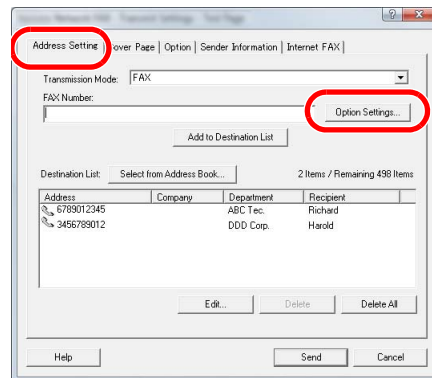 Address Setting | Cover Page | Option | Sender Information | Internet FAX |
Transmission Mode: FAX
FAX Number:
Option Settings...
Add to Destination List
Destination List: Select from Address Book... 2 Items / Remaining 498 Items
Address Company Department Recipient
6789012345 ABC Tec. Richard
3456789012 DDD Corp. Harold
Edit... Delete Delete All
Help Send Cancel